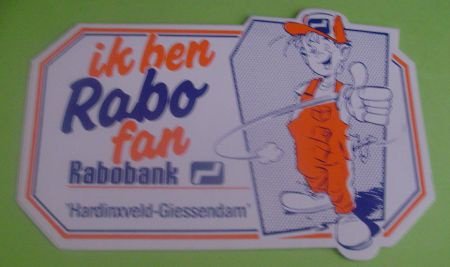 ik ben
Rabo
fan
Rabobank
"Hardinxveld-Giessendam"